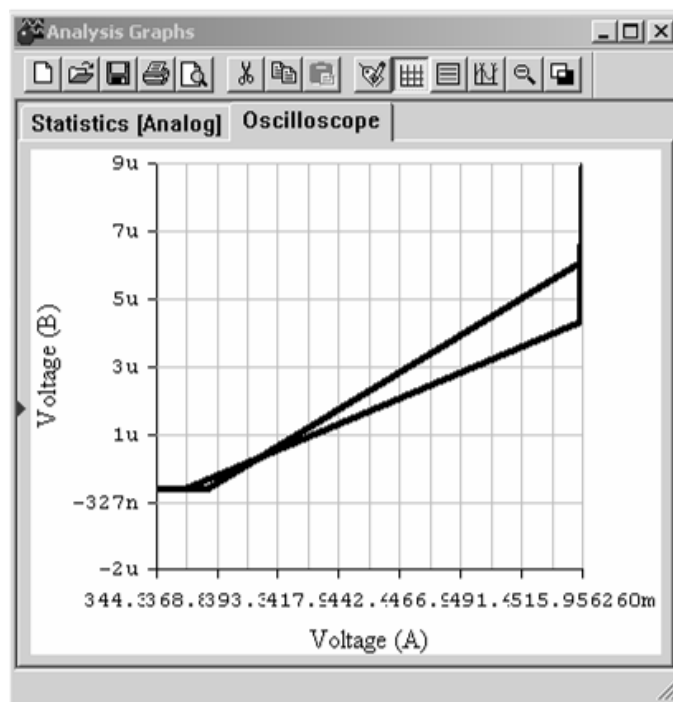 Analysis Graphs
Statistics [Analog] Oscilloscope
9u
7u
5u
3u
1u
-327n
-2u
Voltage (B)
Voltage (A)